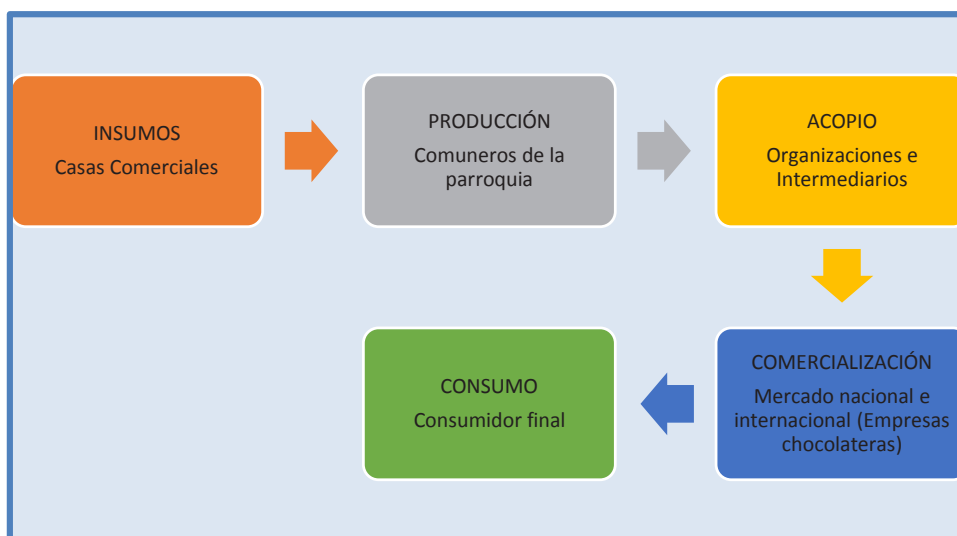 INSUMOS
Casas Comerciales
PRODUCCIÓN
Comuneros de la
parroquia
ACOPIO
Organizaciones e
Intermediarios
COMERCIALIZACIÓN
Mercado nacional e
internacional (Empresas
chocolateras)
CONSUMO
Consumidor final